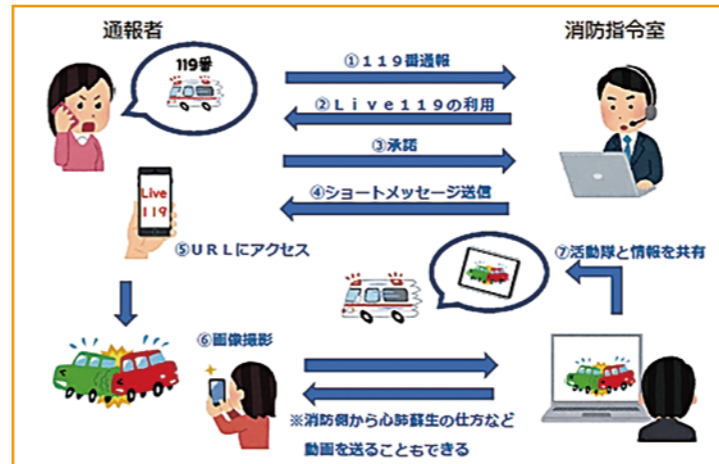 通報者
消防指令室
119番
①119番通報
②Live119の利用
③承諾
④ショートメッセージ送信
Live
119
⑤URLにアクセス
⑦活動隊と情報を共有
⑥画像撮影
※消防側から心肺蘇生の仕方など
動画を送ることもできる